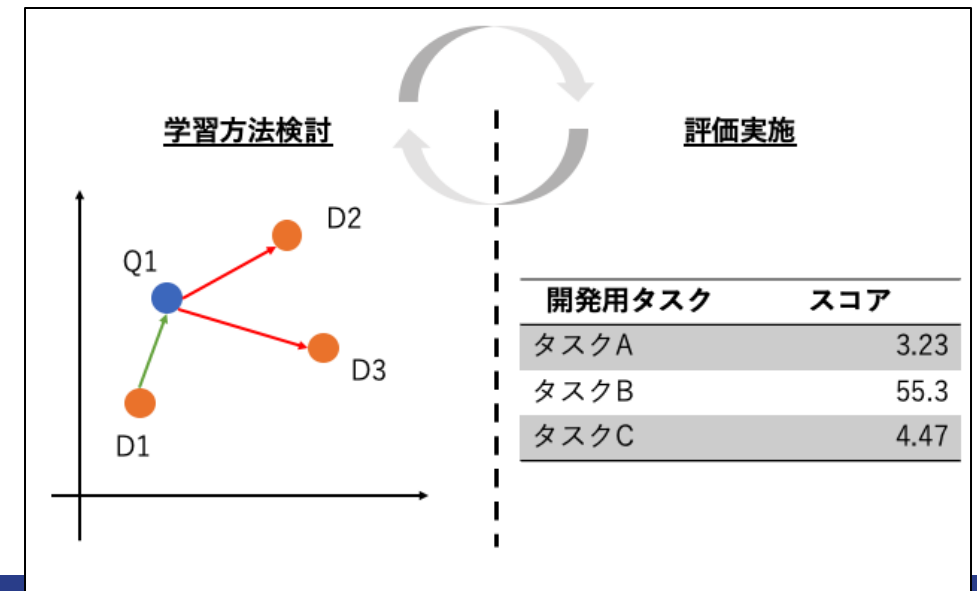 学習方法検討
評価実施
D2
Q1
D3
D1
開発用タスク スコア
タスクA 3.23
タスクB 55.3
タスクC 4.47